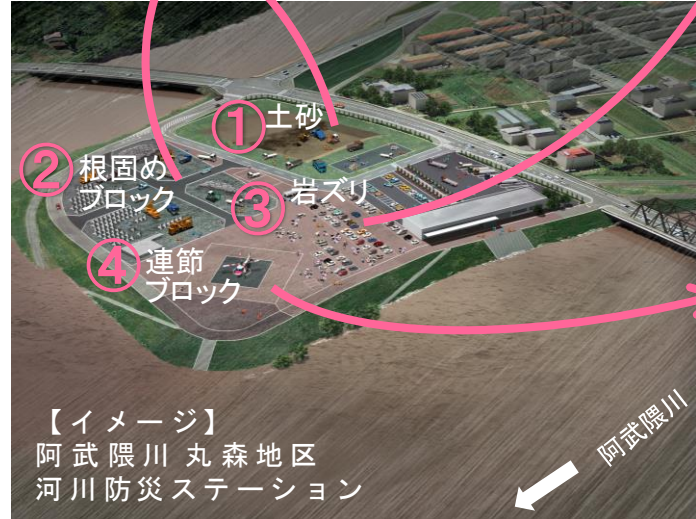 ①土砂
②根固め
ブロック
③岩ズリ
④連節
ブロック
【イメージ】
阿武隈川 丸森地区
河川防災ステーション
阿武隈川